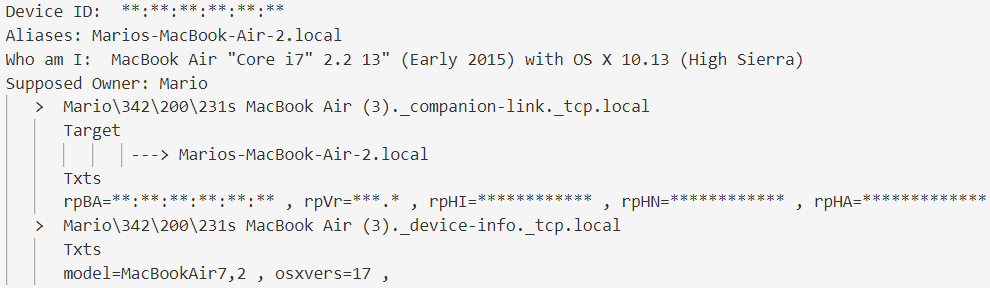 Device ID:  **:**:**:**:**:**
Aliases: Marios-MacBook-Air-2.local
Who am I:  MacBook Air "Core i7" 2.2 13" (Early 2015) with OS X 10.13 (High Sierra)
Supposed Owner: Mario
>  Mario\342\200\231s MacBook Air (3)._companion-link._tcp.local
Target
---> Marios-MacBook-Air-2.local
Txts
rpBA=**:**:**:**:**:** , rpVr=***.* , rpHI=************ , rpHN=************ , rpHA=*************
>  Mario\342\200\231s MacBook Air (3)._device-info._tcp.local
Txts
model=MacBookAir7,2 , osxvers=17 ,